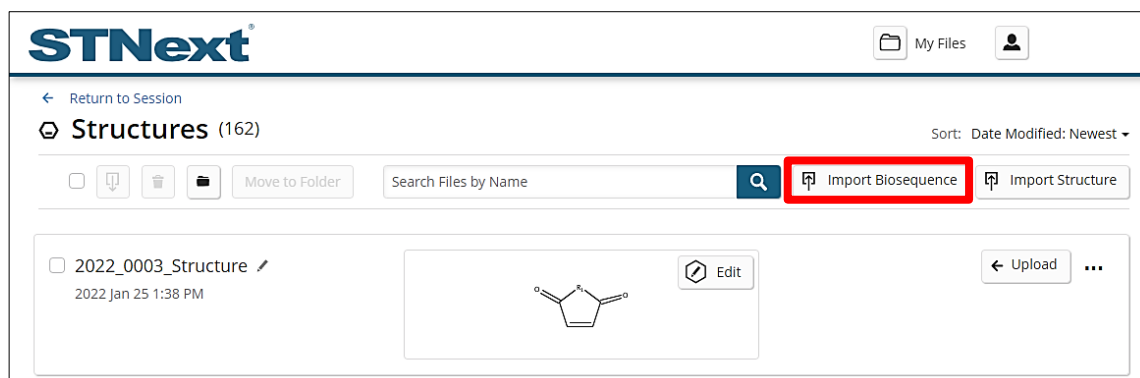 STNext®
My Files
← Return to Session
Structures (162)
Sort: Date Modified: Newest
Move to Folder
Search Files by Name
Import Biosequence
Import Structure
2022_0003_Structure
2022 Jan 25 1:38 PM
O
R₁
O
Edit
← Upload
...